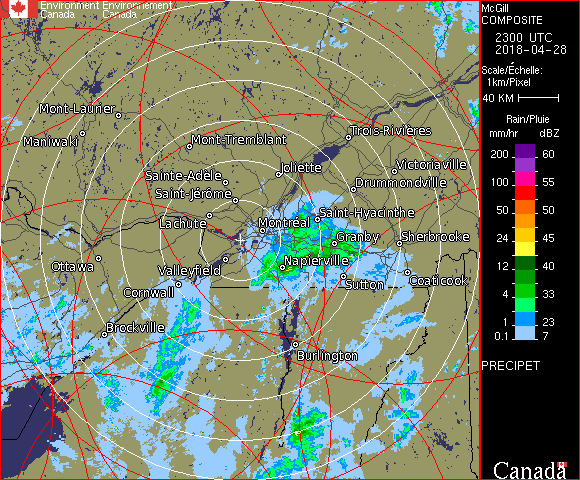 Environment Environnement
Canada Canada
McGill
COMPOSITE
2300 UTC
2018-04-28
Scale/Échelle:
1km/Pixel
40 KM
Rain/Pluie
mm/hr dBZ
200 60
100 55
50 50
24 45
12 40
4 33
1 23
0.1 7
PRECIPET
Canada
Mont-Laurier
Maniwaki
Mont-Tremblant
Trois-Rivières
Sainte-Adèle
Joliette
Victoriaville
Saint-Jérôme
Drummondville
Lachute
Montréal
Saint-Hyacinthe
Granby
Sherbrooke
Ottawa
Valleyfield
Napierville
Cornwall
Sutton
Coaticook
Brockville
Burlington